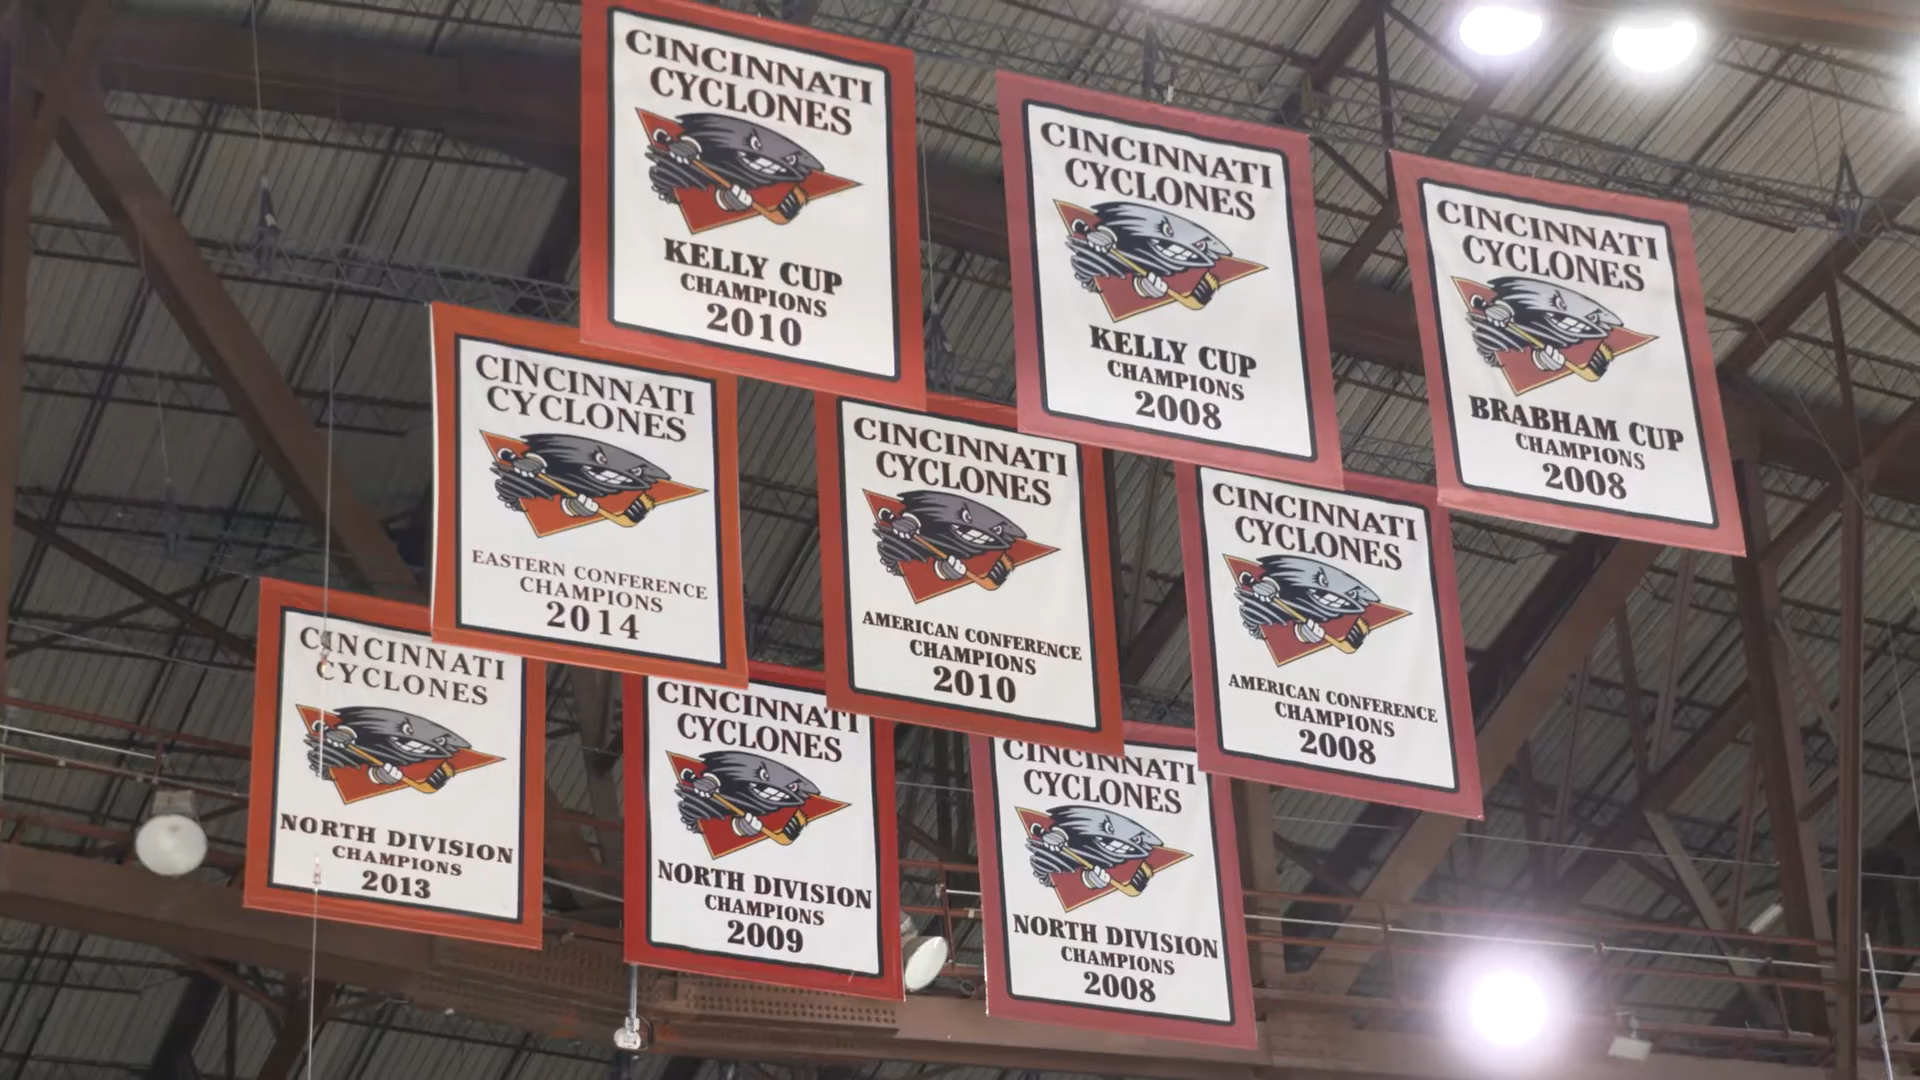 CINCINNATI
CYCLONES
KELLY CUP
CHAMPIONS
2010
CINCINNATI
CYCLONES
KELLY CUP
CHAMPIONS
2008
CINCINNATI
CYCLONES
BRABHAM CUP
CHAMPIONS
2008
CINCINNATI
CYCLONES
EASTERN CONFERENCE
CHAMPIONS
2014
CINCINNATI
CYCLONES
AMERICAN CONFERENCE
CHAMPIONS
2010
CINCINNATI
CYCLONES
AMERICAN CONFERENCE
CHAMPIONS
2008
CINCINNATI
CYCLONES
NORTH DIVISION
CHAMPIONS
2013
CINCINNATI
CYCLONES
NORTH DIVISION
CHAMPIONS
2009
CINCINNATI
CYCLONES
NORTH DIVISION
CHAMPIONS
2008